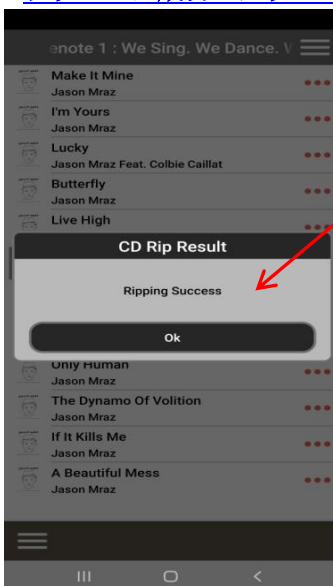 enote 1 : We Sing. We Dance.
Make It Mine
Jason Mraz
I'm Yours
Jason Mraz
Lucky
Jason Mraz Feat. Colbie Caillat
Butterfly
Jason Mraz
Live High
CD Rip Result
Ripping Success
Ok
Only Human
Jason Mraz
The Dynamo Of Volition
Jason Mraz
If It Kills Me
Jason Mraz
A Beautiful Mess
Jason Mraz